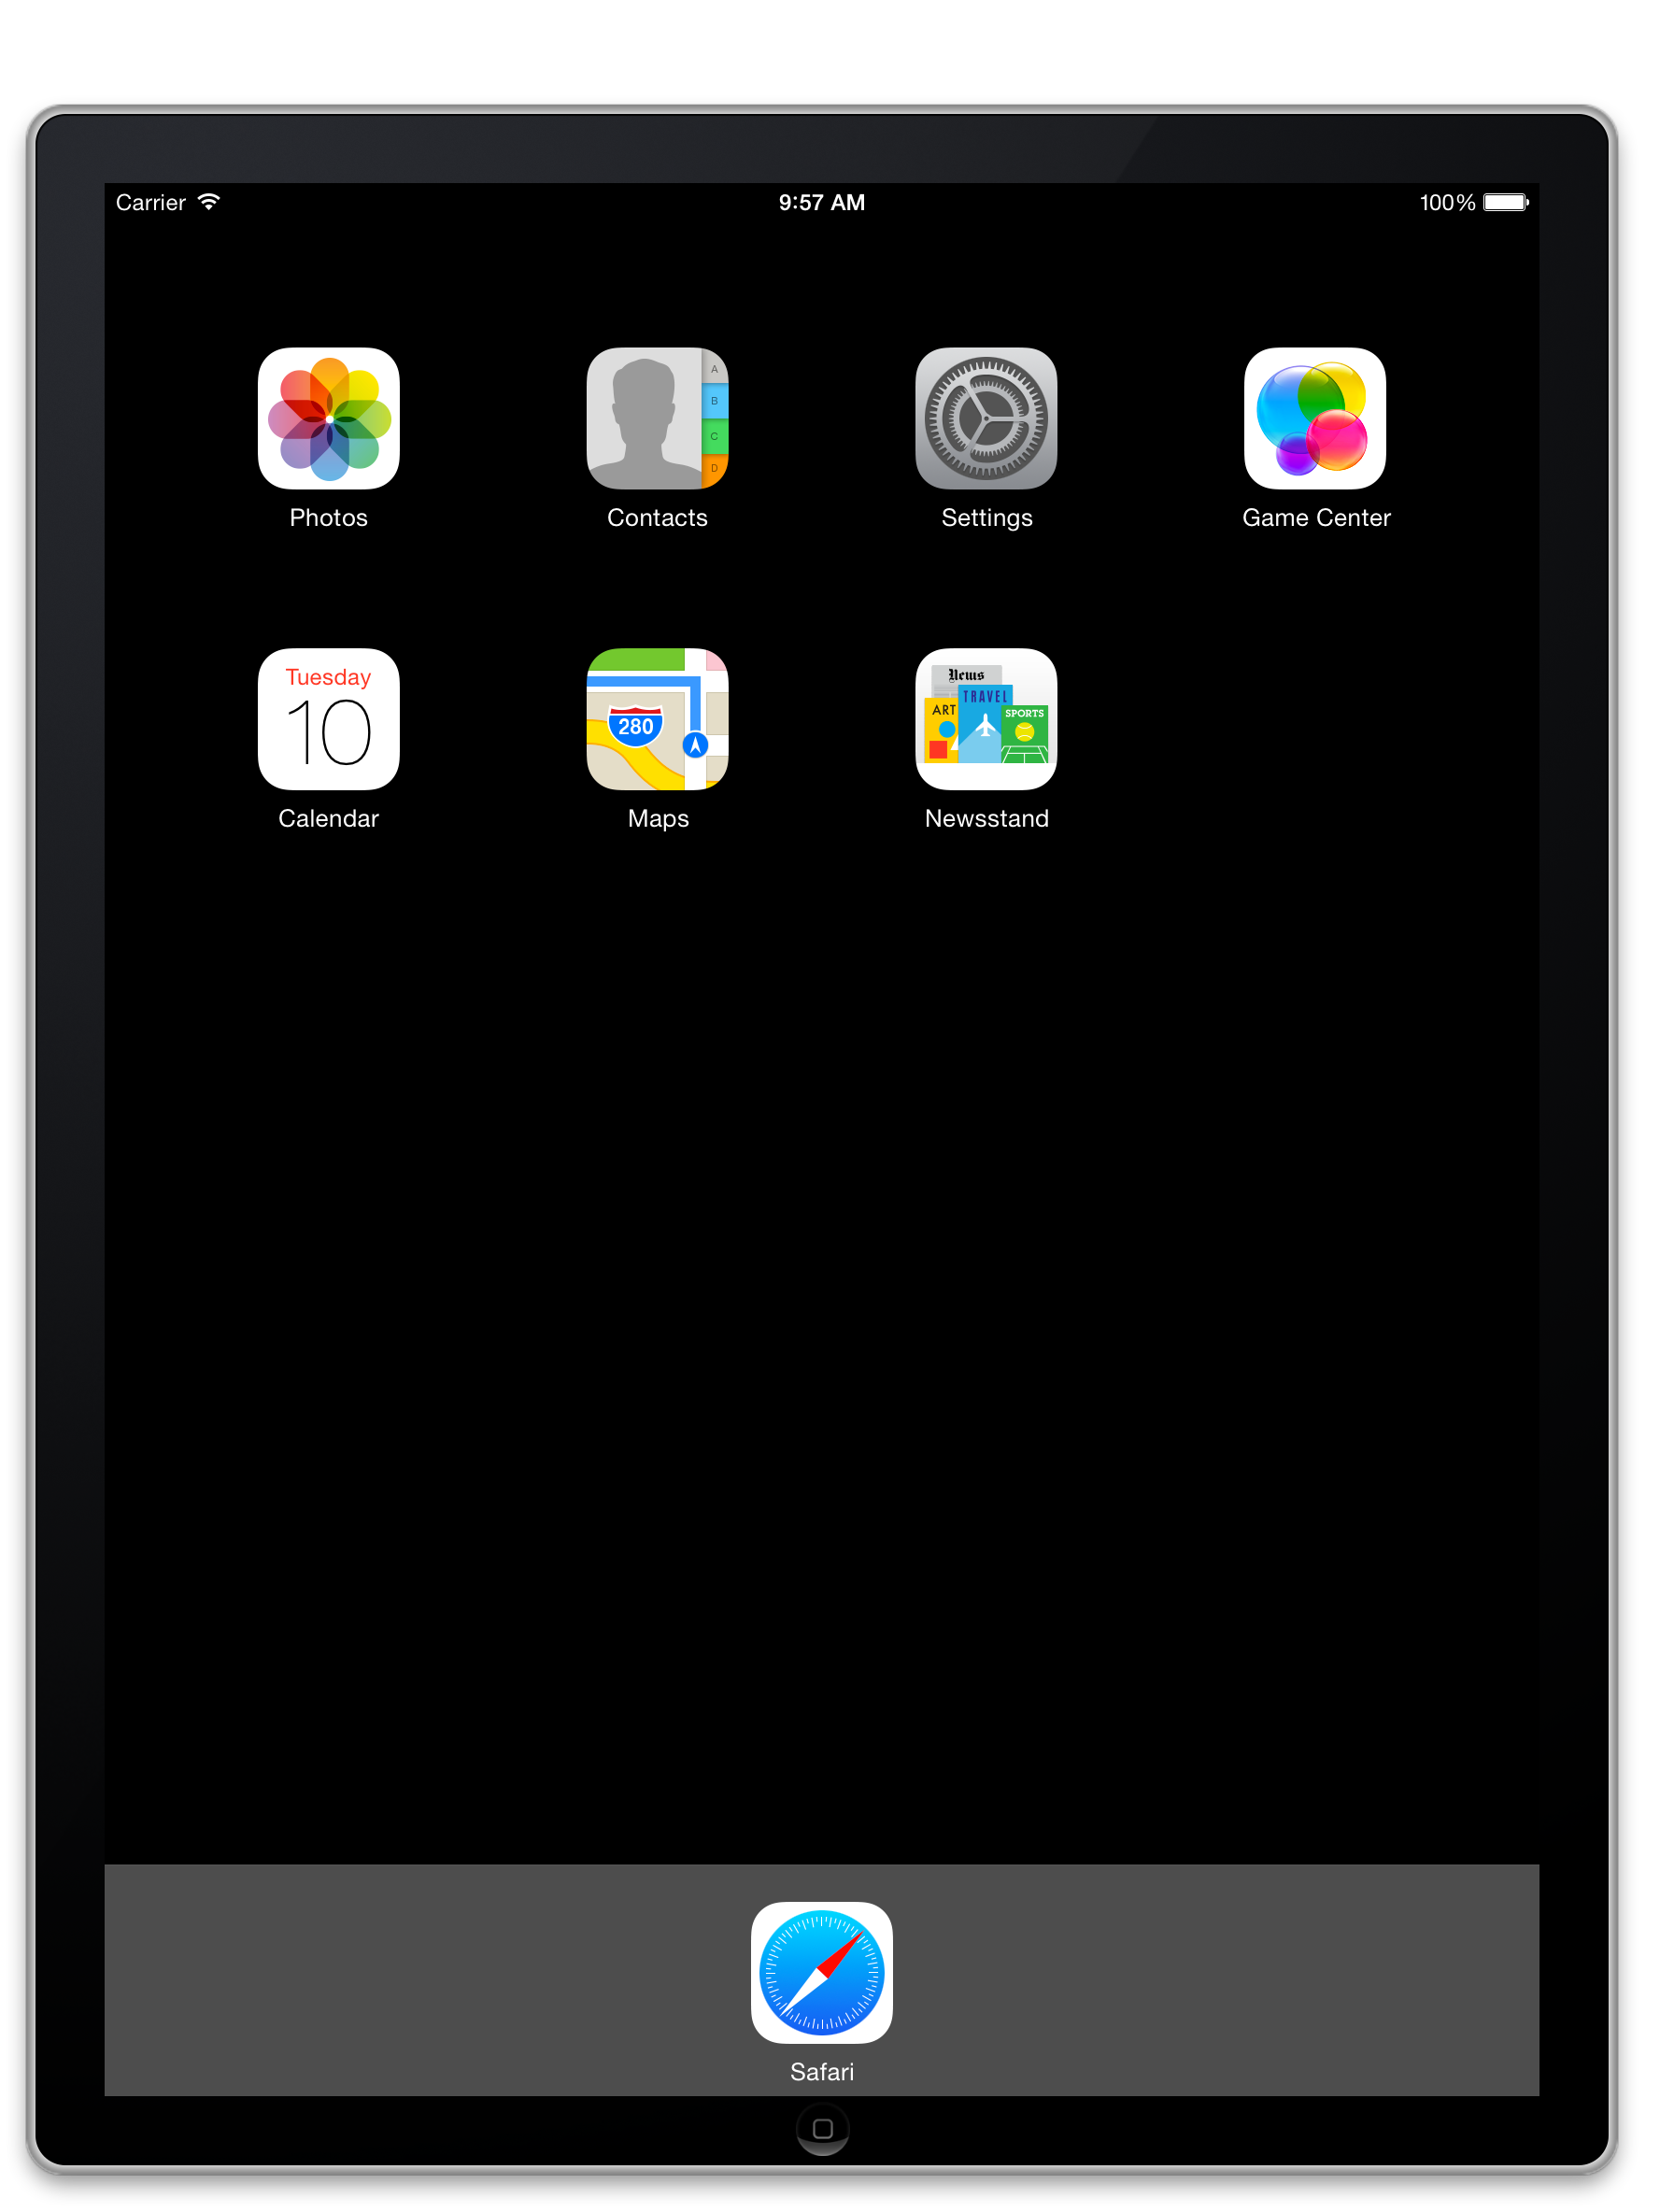 Carrier 9:57 AM 100%
A
B
C
D
Photos Contacts Settings Game Center
Tuesday
10
280
News
TRAVEL
ART
SPORTS
Calendar Maps Newsstand
Safari